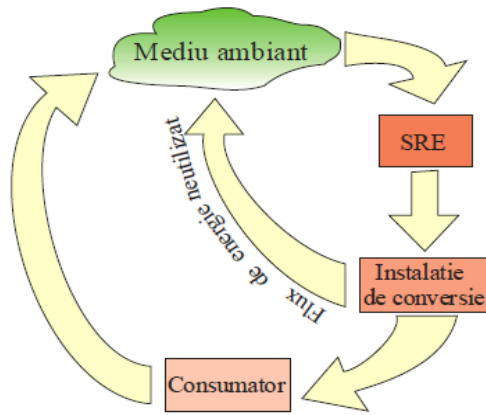 Mediu ambiant
SRE
Flux de energie neutilizat
Instalatie
de conversie
Consumator